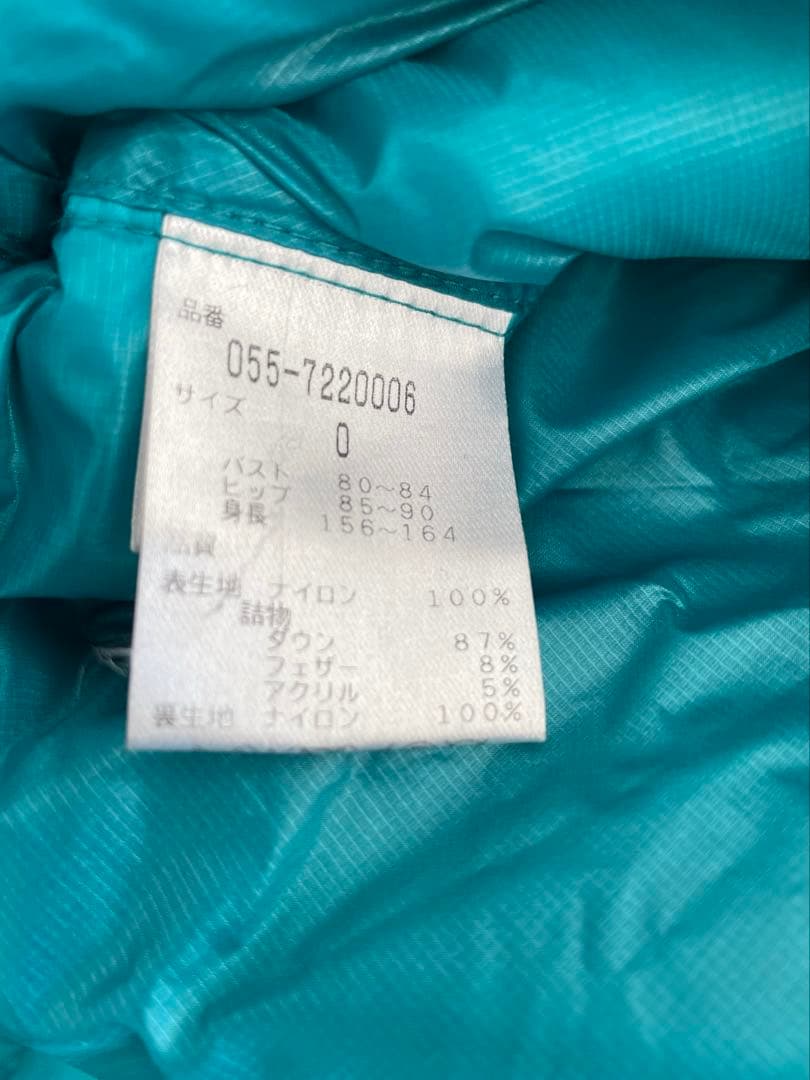 品番
055-7220006
サイズ
0
バスト 80〜84
ヒップ 85〜90
身長 156〜164
品質
表生地 ナイロン 100%
詰物
ダウン 87%
フェザー 8%
アクリル 5%
裏生地 ナイロン 100%